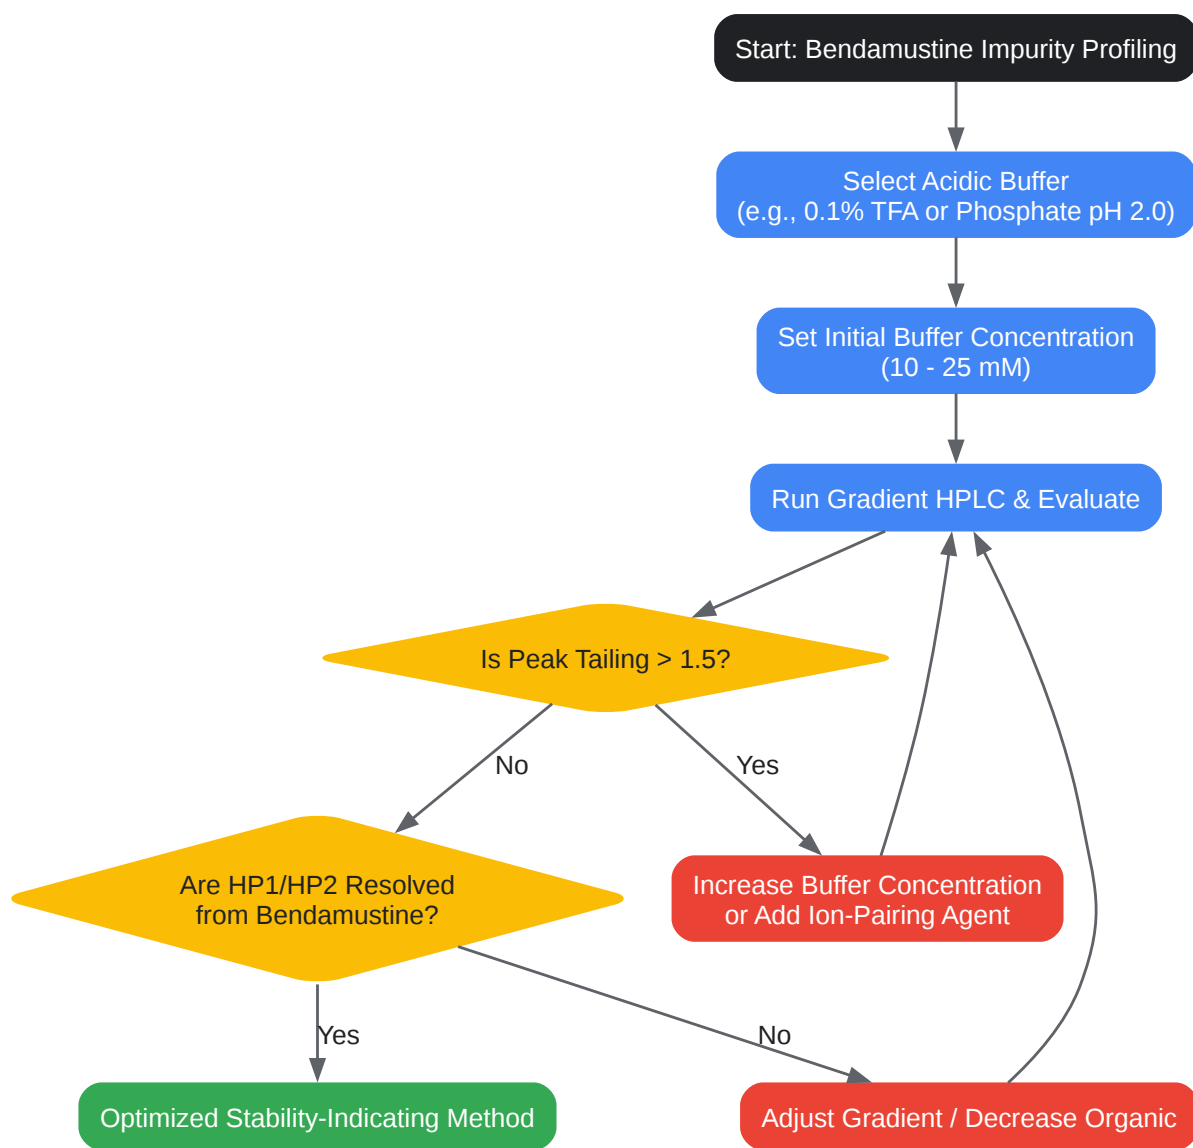 Start: Bendamustine Impurity Profiling
Select Acidic Buffer
(e.g., 0.1% TFA or Phosphate pH 2.0)
Set Initial Buffer Concentration
(10 - 25 mM)
Run Gradient HPLC & Evaluate
Is Peak Tailing > 1.5?
No
Yes
Are HP1/HP2 Resolved
from Bendamustine?
Increase Buffer Concentration
or Add Ion-Pairing Agent
Yes
No
Optimized Stability-Indicating Method
Adjust Gradient / Decrease Organic